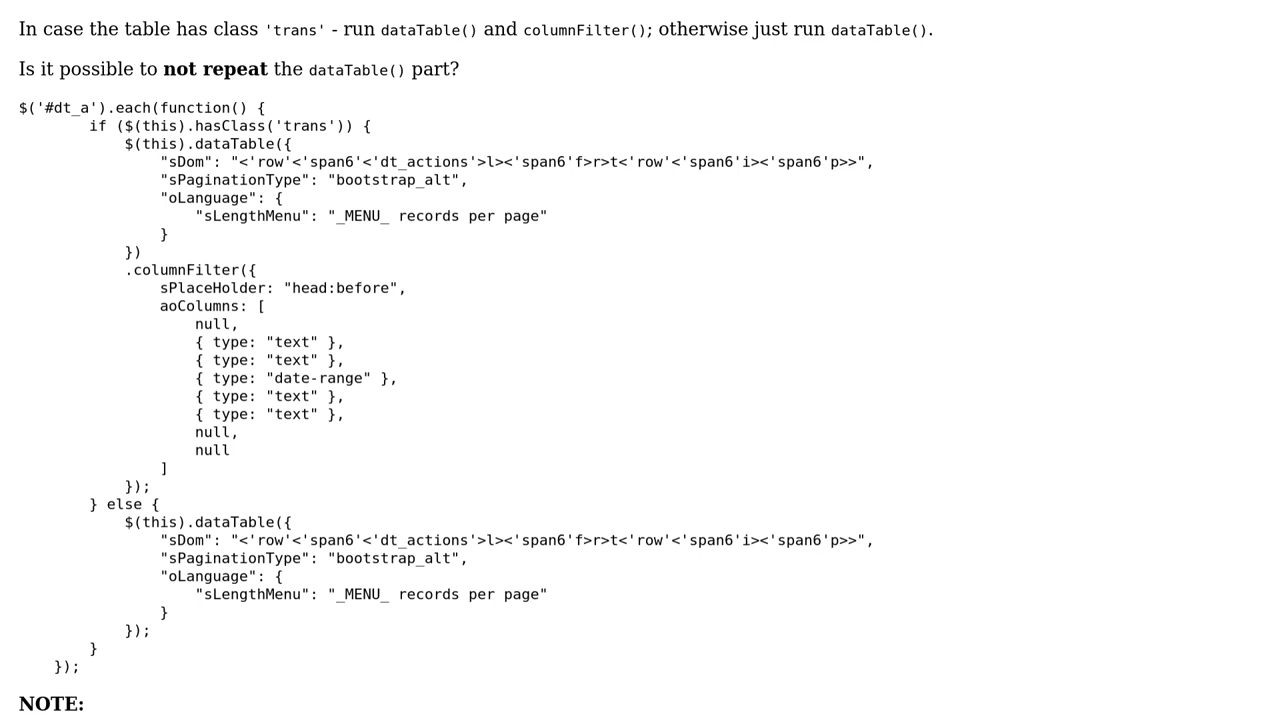 In case the table has class 'trans' - run dataTable() and columnFilter(); otherwise just run dataTable().
Is it possible to not repeat the dataTable() part?
$('#dt_a').each(function() {
        if ($(this).hasClass('trans')) {
            $(this).dataTable({
                "sDom": "<'row'<'span6'<'dt_actions'>l><'span6'f>r>t<'row'<'span6'i><'span6'p>>",
                "sPaginationType": "bootstrap_alt",
                "oLanguage": {
                    "sLengthMenu": "_MENU_ records per page"
                }
            })
            .columnFilter({
                sPlaceHolder: "head:before",
                aoColumns: [
                    null,
                    { type: "text" },
                    { type: "text" },
                    { type: "date-range" },
                    { type: "text" },
                    { type: "text" },
                    null,
                    null
                ]
            });
        } else {
            $(this).dataTable({
                "sDom": "<'row'<'span6'<'dt_actions'>l><'span6'f>r>t<'row'<'span6'i><'span6'p>>",
                "sPaginationType": "bootstrap_alt",
                "oLanguage": {
                    "sLengthMenu": "_MENU_ records per page"
                }
            });
        }
    });
NOTE: